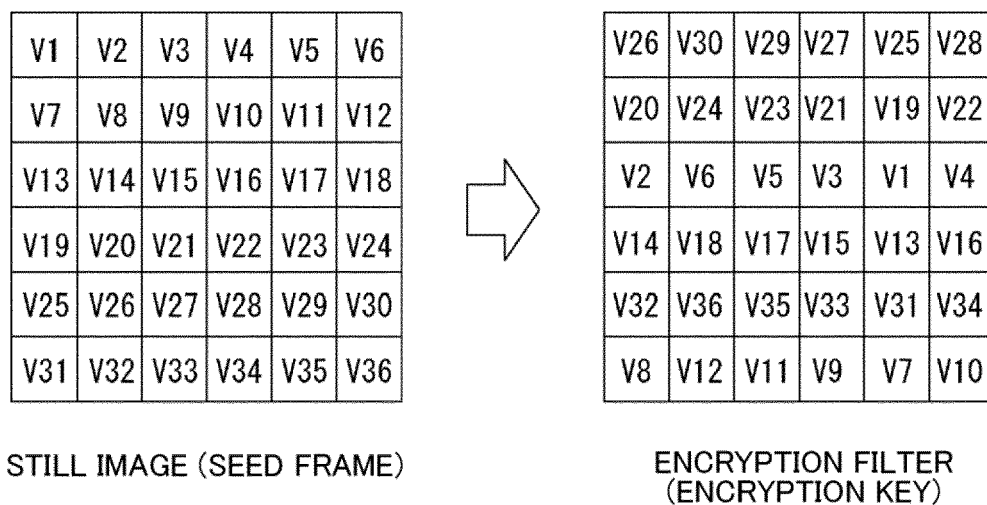 V1 V2 V3 V4 V5 V6
V7 V8 V9 V10 V11 V12
V13 V14 V15 V16 V17 V18
V19 V20 V21 V22 V23 V24
V25 V26 V27 V28 V29 V30
V31 V32 V33 V34 V35 V36
STILL IMAGE (SEED FRAME)
V26 V30 V29 V27 V25 V28
V20 V24 V23 V21 V19 V22
V2 V6 V5 V3 V1 V4
V14 V18 V17 V15 V13 V16
V32 V36 V35 V33 V31 V34
V8 V12 V11 V9 V7 V10
ENCRYPTION FILTER
(ENCRYPTION KEY)